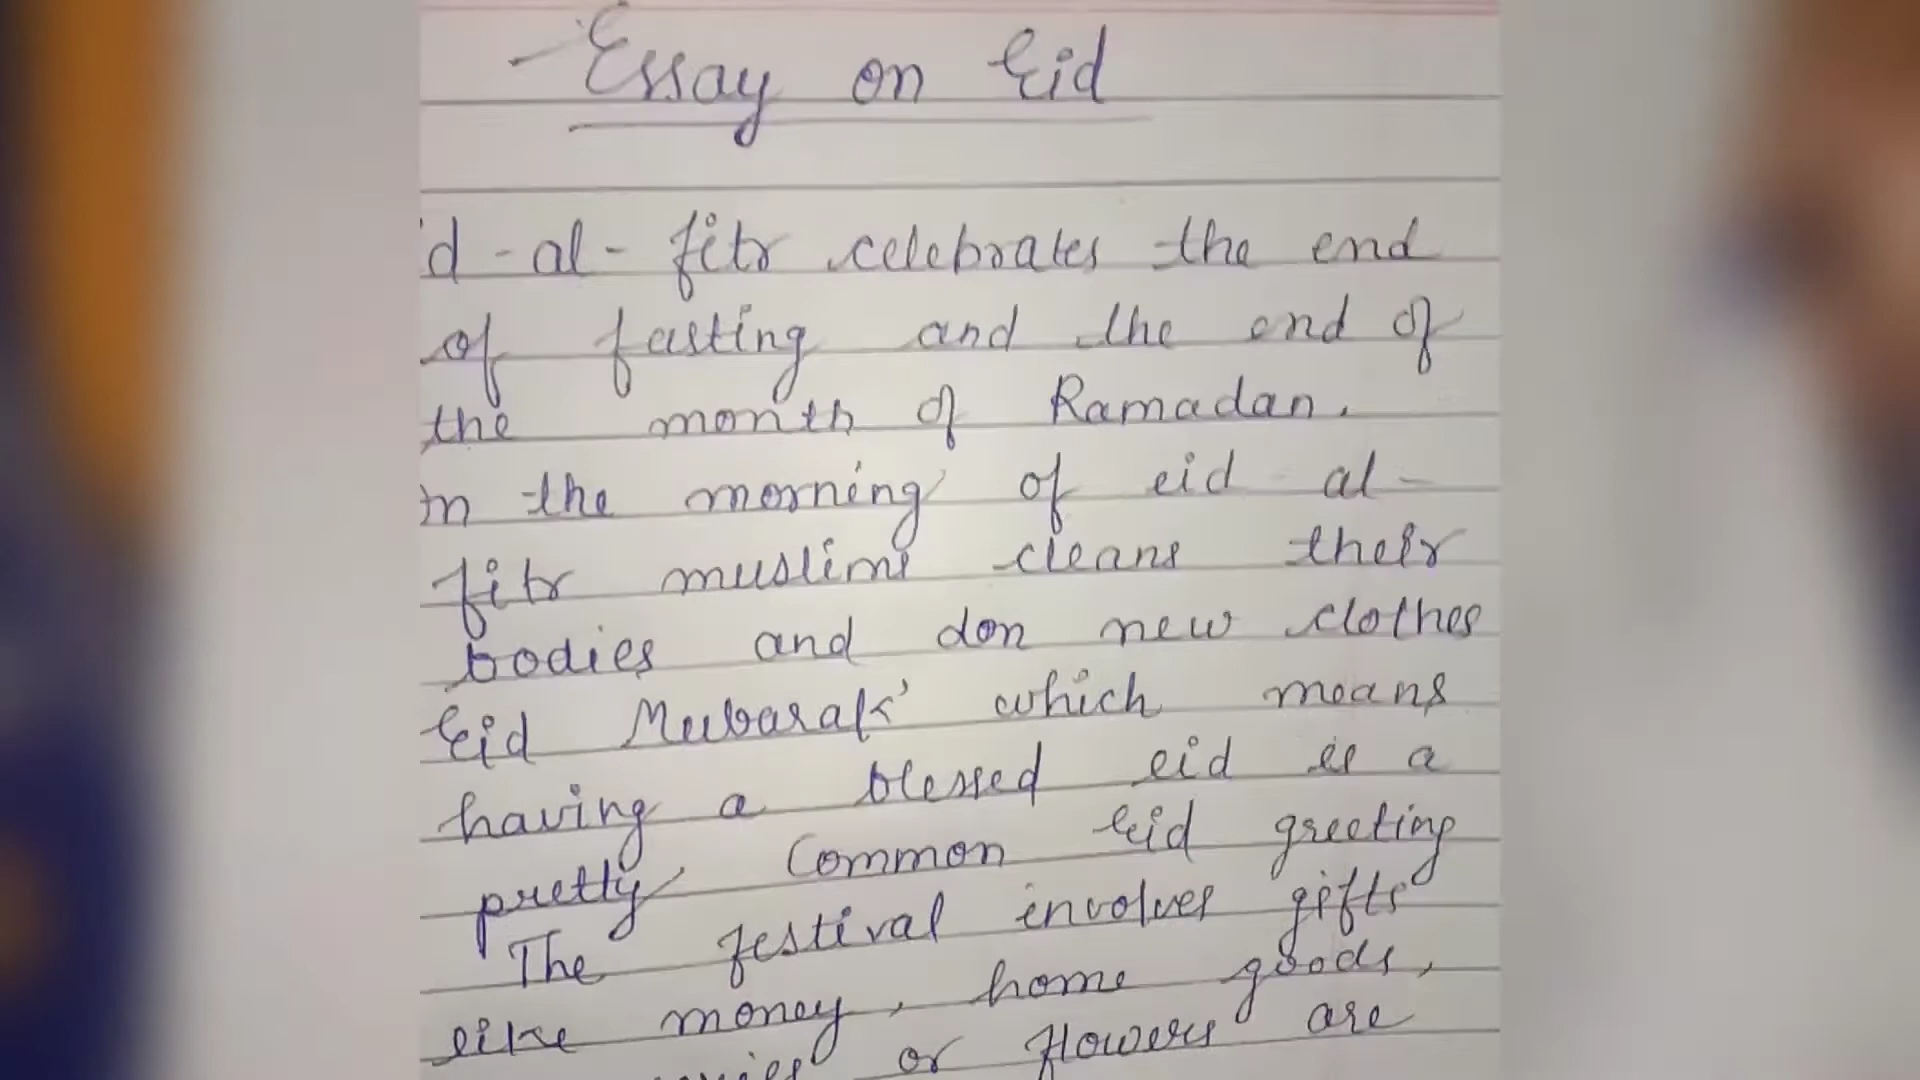 Essay on Eid
d-al-fitr celebrates the end
of fasting and the end of
the month of Ramadan.
n the morning of eid al-
fitr muslims cleans their
bodies and don new clothes
Eid Mubarak' which means
having a blessed eid is a
pretty Common Eid greeting
The festival involves gifts
like money, home goods,
or flowers are